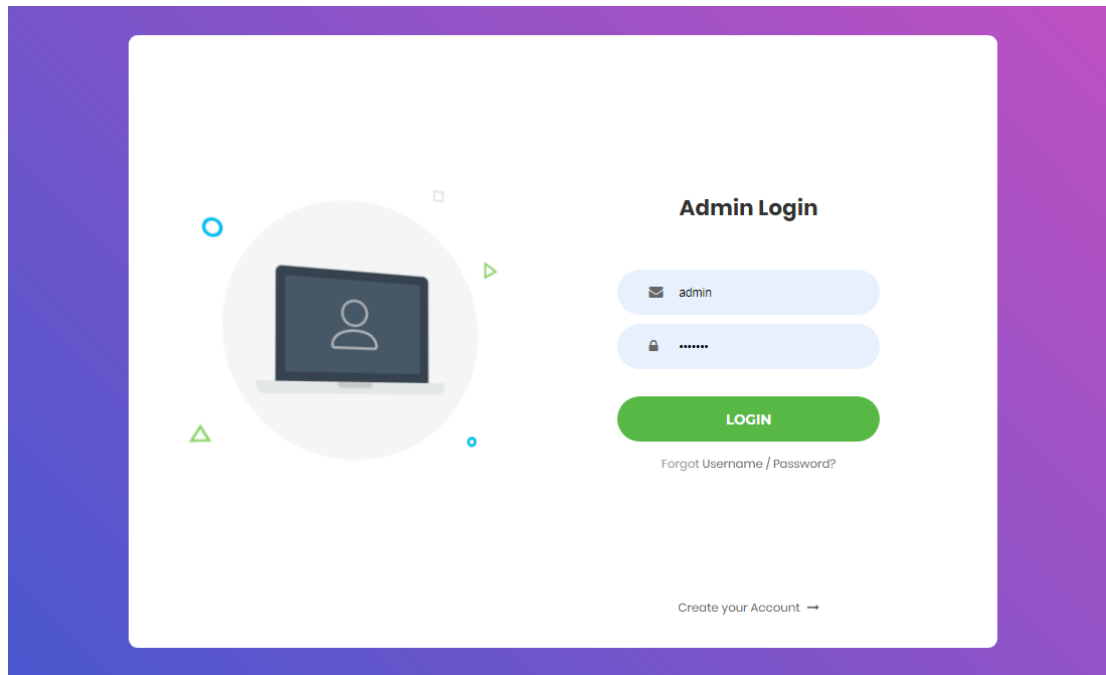 Admin Login
admin
•••••••
LOGIN
Forgot Username / Password?
Create your Account →